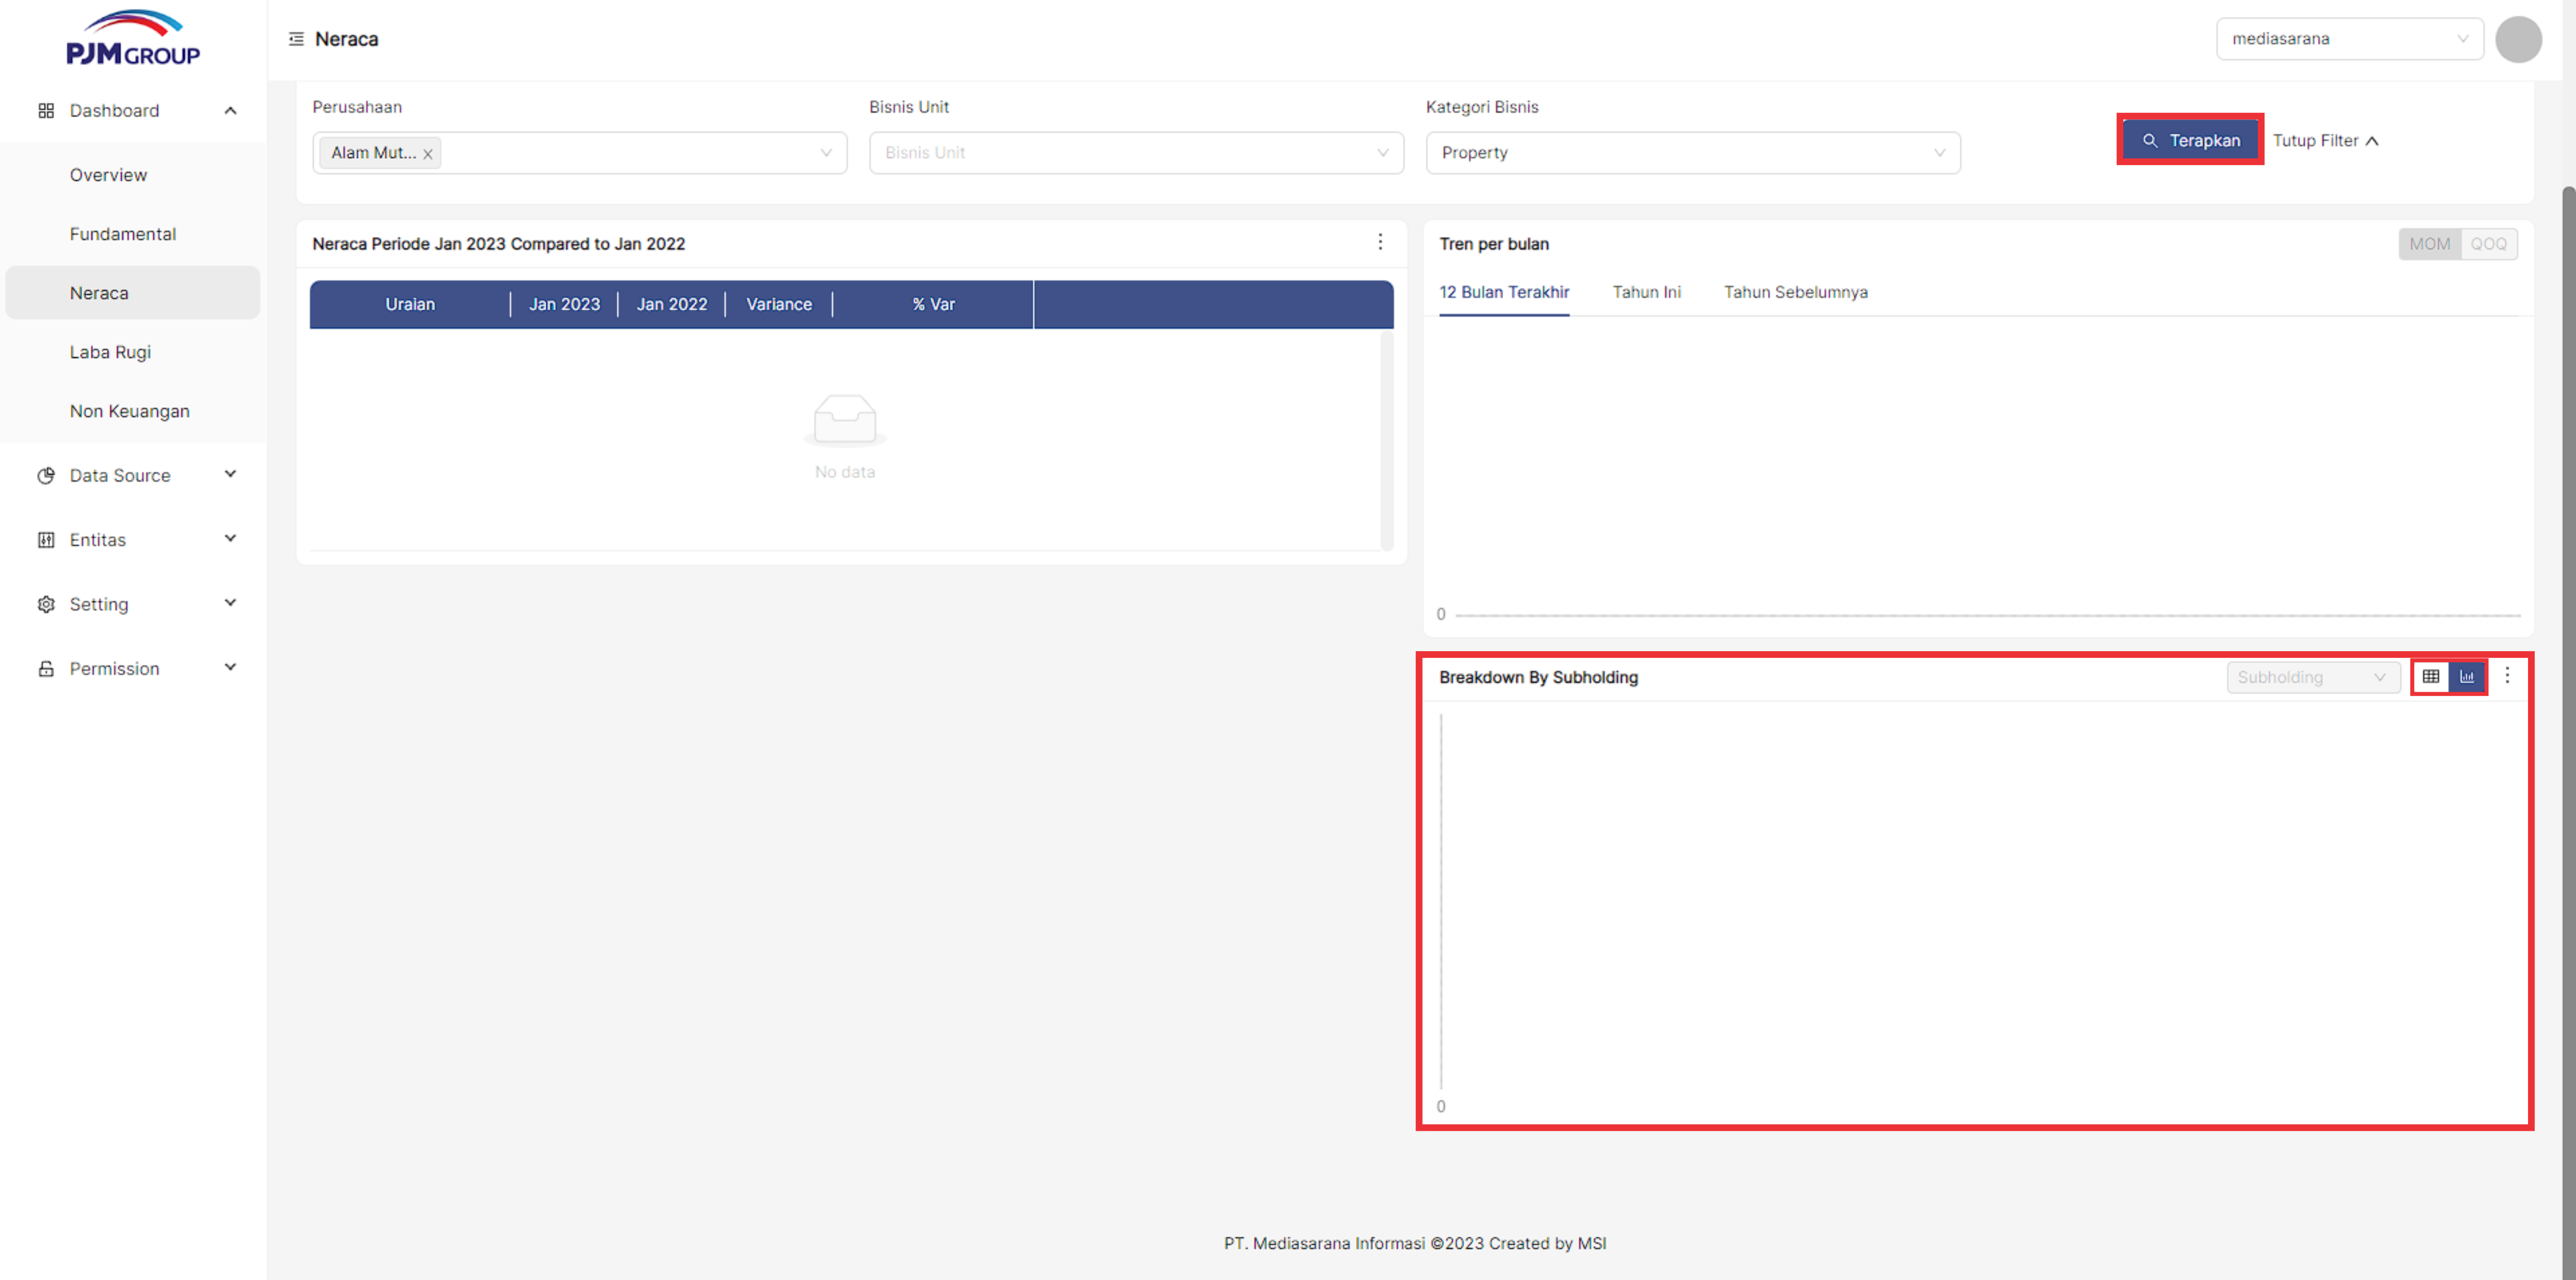 PJM GROUP
Neraca
mediasarana
Dashboard
Overview
Fundamental
Neraca
Laba Rugi
Non Keuangan
Data Source
Entitas
Setting
Permission
Perusahaan
Bisnis Unit
Kategori Bisnis
Alam Mut...
Bisnis Unit
Property
Terapkan
Tutup Filter
Neraca Periode Jan 2023 Compared to Jan 2022
Uraian Jan 2023 Jan 2022 Variance % Var
No data
Tren per bulan
MOM QOQ
12 Bulan Terakhir Tahun Ini Tahun Sebelumnya
0
Breakdown By Subholding
Subholding
0
PT. Mediasarana Informasi ©2023 Created by MSI